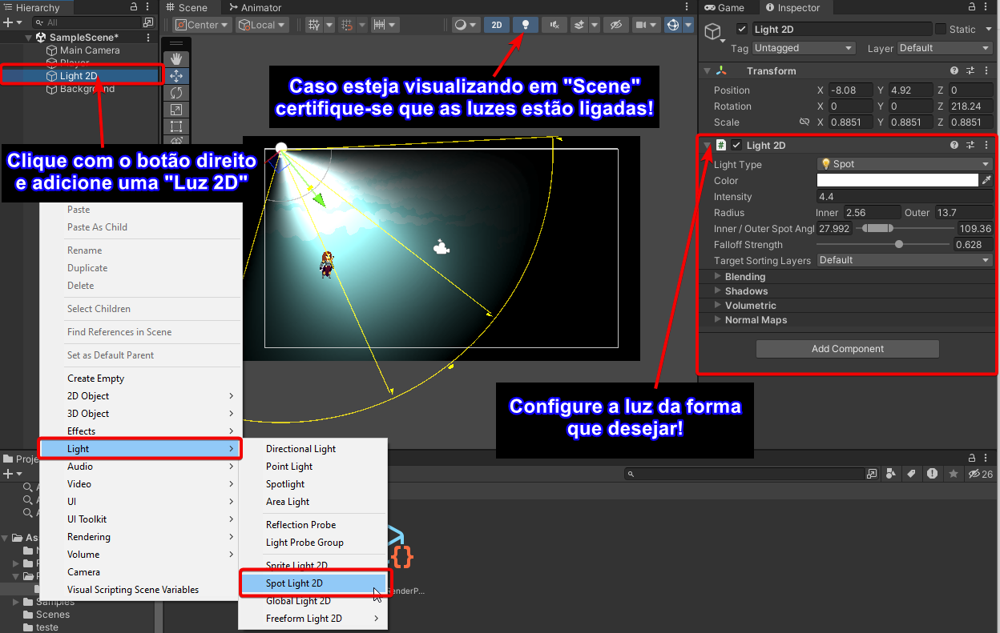 Hierarchy
Scene
Animator
Game
Inspector
All
Center
Local
2D
Light 2D
Static
Tag Untagged
Layer Default
SampleScene*
Main Camera
Player
Light 2D
Background
Caso esteja visualizando em "Scene"
certifique-se que as luzes estão ligadas!
Clique com o botão direito
e adicione uma "Luz 2D"
Transform
Position X -8.08 Y 4.92 Z 0
Rotation X 0 Y 0 Z 218.24
Scale X 0.8851 Y 0.8851 Z 0.8851
Light 2D
Light Type Spot
Color
Intensity 4.4
Radius Inner 2.56 Outer 13.7
Inner / Outer Spot Angl 27.992 109.36
Falloff Strength 0.628
Target Sorting Layers Default
Blending
Shadows
Volumetric
Normal Maps
Add Component
Configure a luz da forma
que desejar!
Paste
Paste As Child
Rename
Duplicate
Delete
Select Children
Find References in Scene
Set as Default Parent
Create Empty
2D Object
3D Object
Effects
Light
Audio
Video
UI
UI Toolkit
Rendering
Volume
Camera
Visual Scripting Scene Variables
Directional Light
Point Light
Spotlight
Area Light
Reflection Probe
Light Probe Group
Sprite Light 2D
Spot Light 2D
Global Light 2D
Freeform Light 2D
26
Samples
Scenes
teste